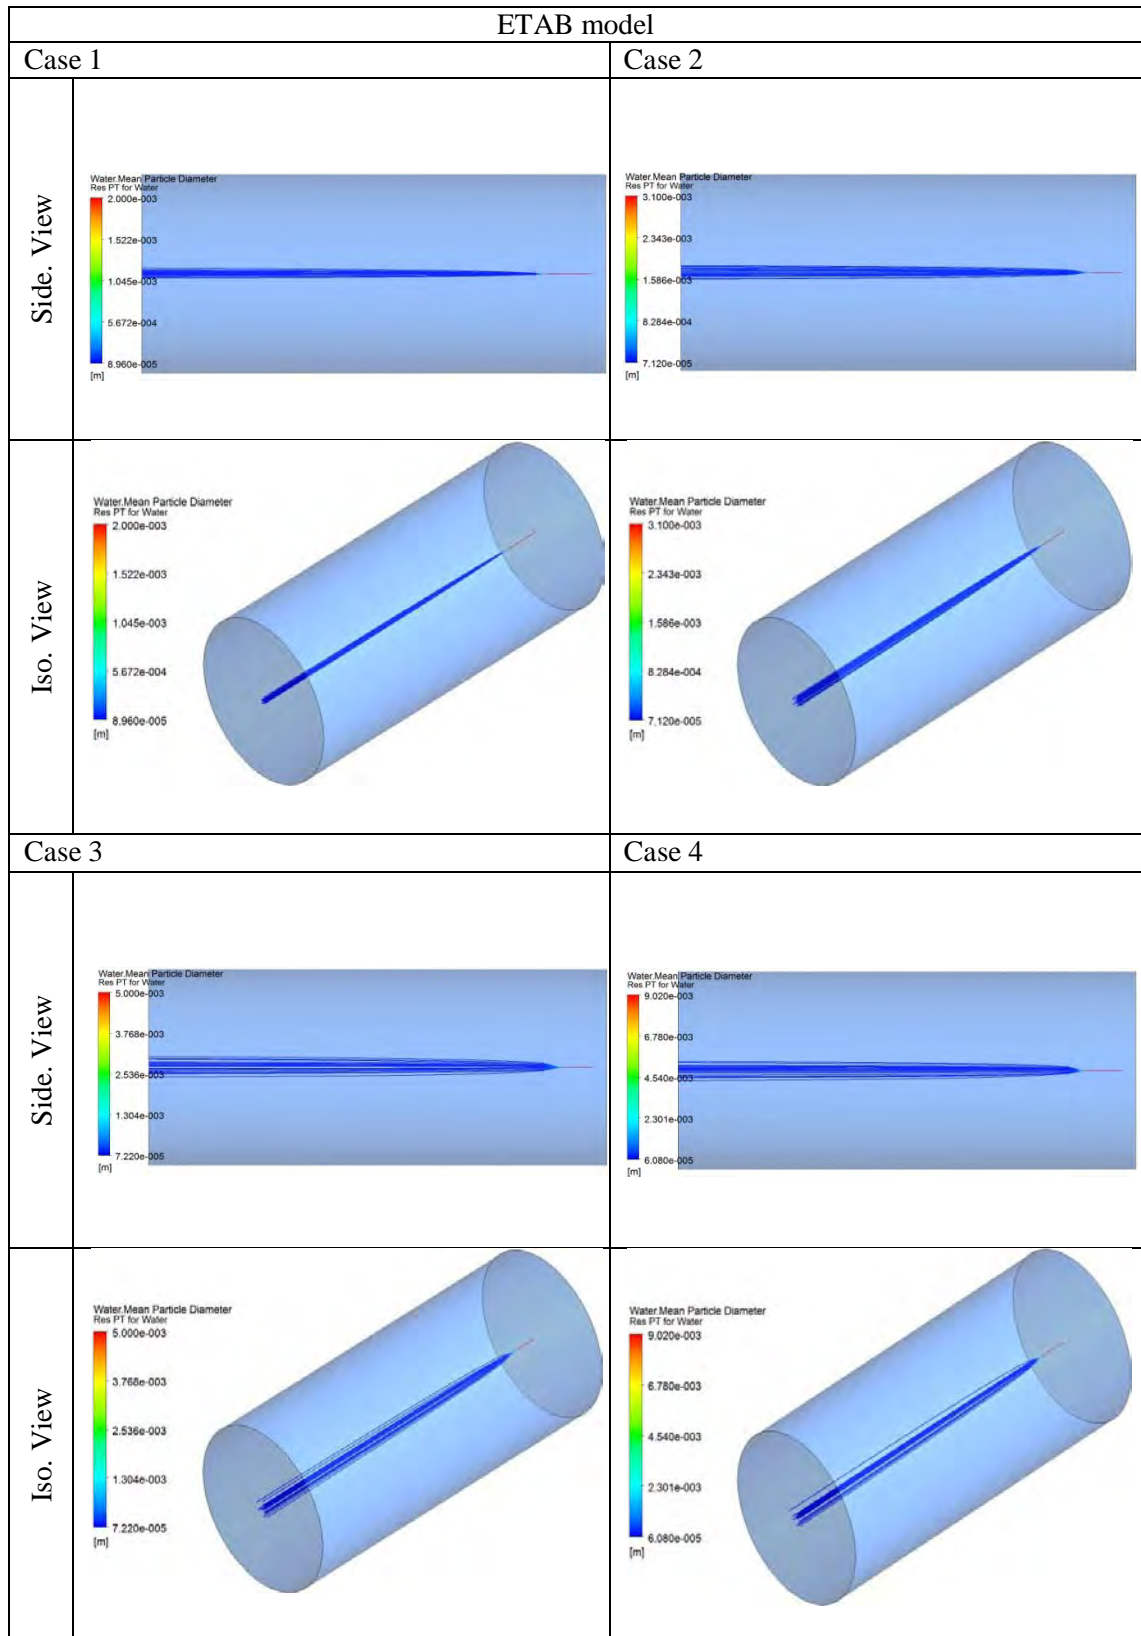 ETAB model
Case 1
Case 2
Side. View
Water.Mean Particle Diameter
Res PT for Water
2.000e-003
1.522e-003
1.045e-003
5.672e-004
8.960e-005
[m]
Water.Mean Particle Diameter
Res PT for Water
3.100e-003
2.343e-003
1.586e-003
8.284e-004
7.120e-005
[m]
Iso. View
Water.Mean Particle Diameter
Res PT for Water
2.000e-003
1.522e-003
1.045e-003
5.672e-004
8.960e-005
[m]
Water.Mean Particle Diameter
Res PT for Water
3.100e-003
2.343e-003
1.586e-003
8.284e-004
7.120e-005
[m]
Case 3
Case 4
Side. View
Water.Mean Particle Diameter
Res PT for Water
5.000e-003
3.768e-003
2.536e-003
1.304e-003
7.220e-005
[m]
Water.Mean Particle Diameter
Res PT for Water
9.020e-003
6.780e-003
4.540e-003
2.301e-003
6.080e-005
[m]
Iso. View
Water.Mean Particle Diameter
Res PT for Water
5.000e-003
3.768e-003
2.536e-003
1.304e-003
7.220e-005
[m]
Water.Mean Particle Diameter
Res PT for Water
9.020e-003
6.780e-003
4.540e-003
2.301e-003
6.080e-005
[m]